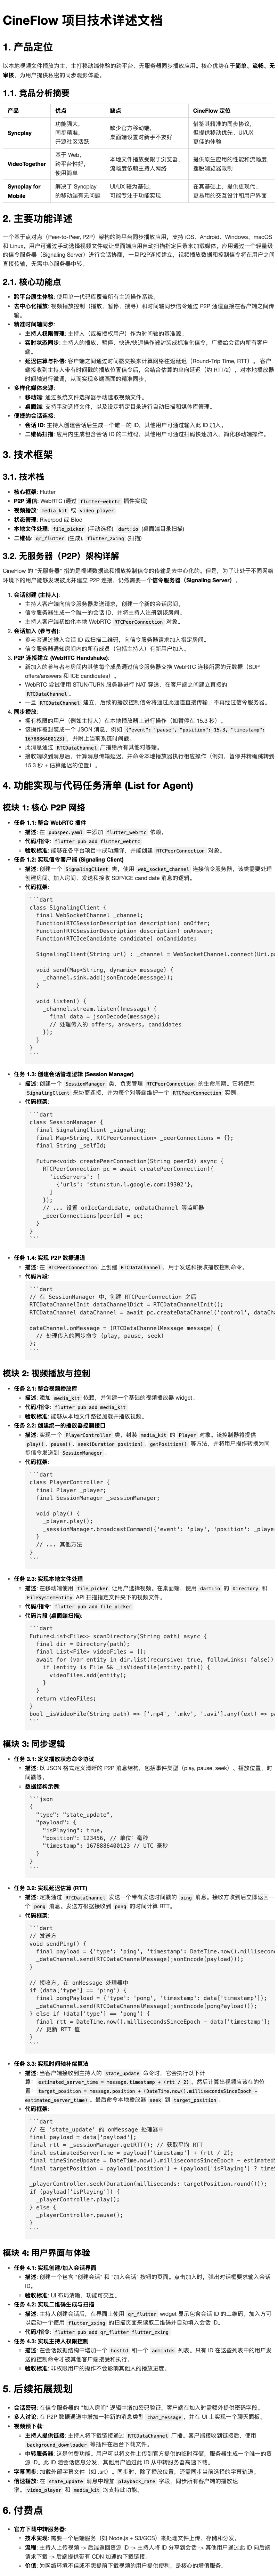 CineFlow 项目技术详述文档
1. 产品定位
以本地视频文件播放为主，主打移动端体验的跨平台、无服务器同步播放应用。核心优势在于简单、流畅、无
审核，为用户提供私密的同步观影体验。
1.1. 竞品分析摘要
产品 优点 缺点 CineFlow 定位
Syncplay
功能强大，
同步精准，
开源社区活跃
缺少官方移动端，
桌面端设置对新手不友好
借鉴其精准的同步协议，
但提供移动优先、UI/UX
更佳的体验
VideoTogether
基于 Web，
跨平台性好，
使用简单
本地文件播放受限于浏览器，
流畅度依赖主持人网络
提供原生应用的性能和流畅度，
摆脱浏览器限制
Syncplay for
Mobile
解决了 Syncplay
的移动端有无问题
UI/UX 较为基础，
可能专注于功能实现
在其基础上，提供更现代、
更易用的交互设计和用户界面
2. 主要功能详述
一个基于点对点（Peer-to-Peer, P2P）架构的跨平台同步播放应用，支持 iOS、Android、Windows、macOS
和 Linux。用户可通过手动选择视频文件或让桌面端应用自动扫描指定目录来加载媒体。应用通过一个轻量级
的信令服务器（Signaling Server）进行会话协商，一旦P2P连接建立，视频播放数据和控制信令将在用户之间
直接传输，无需中心服务器中转。
2.1. 核心功能点
• 跨平台原生体验: 使用单一代码库覆盖所有主流操作系统。
• 去中心化播放: 视频播放控制（播放、暂停、搜寻）和时间轴同步信令通过 P2P 通道直接在客户端之间传
输。
• 精准时间轴同步:
◦ 主持人权限管理: 主持人（或被授权用户）作为时间轴的基准源。
◦ 实时状态同步: 主持人的播放、暂停、快进/快退操作被封装成标准化信令，广播给会话内所有客户
端。
◦ 延迟估算与补偿: 客户端之间通过时间戳交换来计算网络往返延迟（Round-Trip Time, RTT）。客户
端接收到主持人带有时间戳的播放位置信令后，会结合估算的单向延迟（约 RTT/2），对本地播放器
时间轴进行微调，从而实现多端画面的精准同步。
• 多样化媒体来源:
◦ 移动端: 通过系统文件选择器手动选取视频文件。
◦ 桌面端: 支持手动选择文件，以及设定特定目录进行自动扫描和媒体库管理。
• 便捷的会话连接:
◦ 会话 ID: 主持人创建会话后生成一个唯一的 ID，其他用户可通过输入此 ID 加入。
◦ 二维码扫描: 应用内生成包含会话 ID 的二维码，其他用户可通过扫码快速加入，简化移动端操作。
3. 技术框架
3.1. 技术栈
• 核心框架: Flutter
• P2P 通信: WebRTC (通过 flutter-webrtc 插件实现)
• 视频播放: media_kit 或 video_player
• 状态管理: Riverpod 或 Bloc
• 本地文件处理: file_picker (手动选择), dart:io (桌面端目录扫描)
• 二维码: qr_flutter (生成), flutter_zxing (扫描)
3.2. 无服务器（P2P）架构详解
CineFlow 的 "无服务器" 指的是视频数据流和播放控制信令的传输是去中心化的。但是，为了让处于不同网络
环境下的用户能够发现彼此并建立 P2P 连接，仍然需要一个信令服务器（Signaling Server）。
1. 会话创建 (主持人):
◦ 主持人客户端向信令服务器发送请求，创建一个新的会话房间。
◦ 信令服务器生成一个唯一的会话 ID，并将主持人注册到该房间。
◦ 主持人客户端初始化本地 WebRTC RTCPeerConnection 对象。
2. 会话加入 (参与者):
◦ 参与者通过输入会话 ID 或扫描二维码，向信令服务器请求加入指定房间。
◦ 信令服务器通知房间内的所有成员（包括主持人）有新用户加入。
3. P2P 连接建立 (WebRTC Handshake):
◦ 新加入的参与者与房间内其他每个成员通过信令服务器交换 WebRTC 连接所需的元数据（SDP
offers/answers 和 ICE candidates）。
◦ WebRTC 尝试使用 STUN/TURN 服务器进行 NAT 穿透，在客户端之间建立直接的
RTCDataChannel。
◦ 一旦 RTCDataChannel 建立，后续的播放控制信令将通过此通道直接传输，不再经过信令服务器。
4. 同步播放:
◦ 拥有权限的用户（例如主持人）在本地播放器上进行操作（如暂停在 15.3 秒）。
◦ 该操作被封装成一个 JSON 消息，例如 {"event": "pause", "position": 15.3, "timestamp":
1678886400123}，并附上当前系统时间戳。
◦ 此消息通过 RTCDataChannel 广播给所有其他对等端。
◦ 接收端收到消息后，计算消息传输延迟，并命令本地播放器执行相应操作（例如，暂停并精确跳转到
15.3 秒 + 估算延迟的位置）。
4. 功能实现与代码任务清单 (List for Agent)
模块 1: 核心 P2P 网络
• 任务 1.1: 整合 WebRTC 插件
◦ 描述: 在 pubspec.yaml 中添加 flutter_webrtc 依赖。
◦ 代码/指令: flutter pub add flutter_webrtc
◦ 验收标准: 能够在各平台项目中成功编译，并能创建 RTCPeerConnection 对象。
• 任务 1.2: 实现信令客户端 (Signaling Client)
◦ 描述: 创建一个 SignalingClient 类，使用 web_socket_channel 连接信令服务器。该类需要处理
创建房间、加入房间、发送和接收 SDP/ICE candidate 消息的逻辑。
◦ 代码框架:
```dart
class SignalingClient {
final WebSocketChannel _channel;
Function(RTCSessionDescription description) onOffer;
Function(RTCSessionDescription description) onAnswer;
Function(RTCIceCandidate candidate) onCandidate;
SignalingClient(String url) : _channel = WebSocketChannel.connect(Uri.pa
void send(Map<String, dynamic> message) {
_channel.sink.add(jsonEncode(message));
}
void listen() {
_channel.stream.listen((message) {
final data = jsonDecode(message);
// 处理传入的 offers, answers, candidates
});
}
}
```
• 任务 1.3: 创建会话管理逻辑 (Session Manager)
◦ 描述: 创建一个 SessionManager 类，负责管理 RTCPeerConnection 的生命周期。它将使用
SignalingClient 来协商连接，并为每个对等端维护一个 RTCPeerConnection 实例。
◦ 代码框架:
```dart
class SessionManager {
final SignalingClient _signaling;
final Map<String, RTCPeerConnection> _peerConnections = {};
final String _selfId;
Future<void> createPeerConnection(String peerId) async {
RTCPeerConnection pc = await createPeerConnection({
'iceServers': [
{'urls': 'stun:stun.l.google.com:19302'},
]
});
// ... 设置 onIceCandidate, onDataChannel 等监听器
_peerConnections[peerId] = pc;
}
}
```
• 任务 1.4: 实现 P2P 数据通道
◦ 描述: 在 RTCPeerConnection 上创建 RTCDataChannel，用于发送和接收播放控制命令。
◦ 代码片段:
```dart
// 在 SessionManager 中，创建 RTCPeerConnection 之后
RTCDataChannelInit dataChannelDict = RTCDataChannelInit();
RTCDataChannel dataChannel = await pc.createDataChannel('control', dataCha
dataChannel.onMessage = (RTCDataChannelMessage message) {
// 处理传入的同步命令 (play, pause, seek)
};
```
模块 2: 视频播放与控制
• 任务 2.1: 整合视频播放库
◦ 描述: 添加 media_kit 依赖，并创建一个基础的视频播放器 widget。
◦ 代码/指令: flutter pub add media_kit
◦ 验收标准: 能够从本地文件路径加载并播放视频。
• 任务 2.2: 创建统一的播放器控制接口
◦ 描述: 实现一个 PlayerController 类，封装 media_kit 的 Player 对象。该控制器将提供
play(), pause(), seek(Duration position), getPosition() 等方法，并将用户操作转换为同
步信令发送到 SessionManager。
◦ 代码框架:
```dart
class PlayerController {
final Player _player;
final SessionManager _sessionManager;
void play() {
_player.play();
_sessionManager.broadcastCommand({'event': 'play', 'position': _player
}
// ... 其他方法
}
```
• 任务 2.3: 实现本地文件处理
◦ 描述: 在移动端使用 file_picker 让用户选择视频。在桌面端，使用 dart:io 的 Directory 和
FileSystemEntity API 扫描指定文件夹下的视频文件。
◦ 代码/指令: flutter pub add file_picker
◦ 代码片段 (桌面端扫描):
```dart
Future<List<File>> scanDirectory(String path) async {
final dir = Directory(path);
final List<File> videoFiles = [];
await for (var entity in dir.list(recursive: true, followLinks: false))
if (entity is File && _isVideoFile(entity.path)) {
videoFiles.add(entity);
}
}
return videoFiles;
}
bool _isVideoFile(String path) => ['.mp4', '.mkv', '.avi'].any((ext) => pa
```
模块 3: 同步逻辑
• 任务 3.1: 定义播放状态命令协议
◦ 描述: 以 JSON 格式定义清晰的 P2P 消息结构，包括事件类型（play, pause, seek）、播放位置、时
间戳等。
◦ 数据结构示例:
```json
{
"type": "state_update",
"payload": {
"isPlaying": true,
"position": 123456, // 单位: 毫秒
"timestamp": 1678886400123 // UTC 毫秒
}
}
```
• 任务 3.2: 实现延迟估算 (RTT)
◦ 描述: 定期通过 RTCDataChannel 发送一个带有发送时间戳的 ping 消息。接收方收到后立即返回一
个 pong 消息。发送方根据收到 pong 的时间计算 RTT。
◦ 代码框架:
```dart
// 发送方
void sendPing() {
final payload = {'type': 'ping', 'timestamp': DateTime.now().millisecond
_dataChannel.send(RTCDataChannelMessage(jsonEncode(payload)));
}
// 接收方，在 onMessage 处理器中
if (data['type'] == 'ping') {
final pongPayload = {'type': 'pong', 'timestamp': data['timestamp']};
_dataChannel.send(RTCDataChannelMessage(jsonEncode(pongPayload)));
} else if (data['type'] == 'pong') {
final rtt = DateTime.now().millisecondsSinceEpoch - data['timestamp'];
// 更新 RTT 值
}
```
• 任务 3.3: 实现时间轴补偿算法
◦ 描述: 当客户端接收到主持人的 state_update 命令时，它会执行以下计
算: estimated_server_time = message.timestamp + (rtt / 2)。然后计算出视频应该在的位
置: target_position = message.position + (DateTime.now().millisecondsSinceEpoch -
estimated_server_time)。最后命令本地播放器 seek 到 target_position。
◦ 代码框架:
```dart
// 在 'state_update' 的 onMessage 处理器中
final payload = data['payload'];
final rtt = _sessionManager.getRTT(); // 获取平均 RTT
final estimatedServerTime = payload['timestamp'] + (rtt / 2);
final timeSinceUpdate = DateTime.now().millisecondsSinceEpoch - estimatedS
final targetPosition = payload['position'] + (payload['isPlaying'] ? timeS
_playerController.seek(Duration(milliseconds: targetPosition.round()));
if (payload['isPlaying']) {
_playerController.play();
} else {
_playerController.pause();
}
```
模块 4: 用户界面与体验
• 任务 4.1: 实现创建/加入会话界面
◦ 描述: 创建一个包含 "创建会话" 和 "加入会话" 按钮的页面。点击加入时，弹出对话框要求输入会话
ID。
◦ 验收标准: UI 布局清晰，功能可交互。
• 任务 4.2: 实现二维码生成与扫描
◦ 描述: 主持人创建会话后，在界面上使用 qr_flutter widget 显示包含会话 ID 的二维码。加入方可
以启动一个使用 flutter_zxing 的扫描页面来读取二维码并自动填入会话 ID。
◦ 代码/指令: flutter pub add qr_flutter flutter_zxing
• 任务 4.3: 实现主持人权限控制
◦ 描述: 在会话数据结构中增加一个 hostId 和一个 adminIds 列表。只有 ID 在这些列表中的用户发
送的控制命令才被其他客户端接受和执行。
◦ 验收标准: 非权限用户的操作不会影响其他人的播放进度。
5. 后续拓展规划
• 会话密码: 在信令服务器的 "加入房间" 逻辑中增加密码验证。客户端在加入时需额外提供密码字段。
• 多人讨论: 在 P2P 数据通道中增加一种新的消息类型 chat_message，并在 UI 上实现一个聊天面板。
• 视频预下载:
◦ 主持人提供链接: 主持人将下载链接通过 RTCDataChannel 广播。客户端接收到链接后，使用
background_downloader 等插件在后台下载文件。
◦ 中转服务器: 这是付费功能。用户可以将文件上传到官方提供的临时存储，服务器生成一个唯一的资
源 ID。此 ID 随会话信息分发，其他用户通过此 ID 从中转服务器高速下载。
• 字幕同步: 加载外部字幕文件（如 .srt）。同步时，除了播放位置，还需同步当前选择的字幕轨道。
• 倍速播放: 在 state_update 消息中增加 playback_rate 字段。同步所有客户端的播放速
率。video_player 和 media_kit 均支持此功能。
6. 付费点
• 官方下载中转服务器:
◦ 技术实现: 需要一个后端服务（如 Node.js + S3/GCS）来处理文件上传、存储和分发。
◦ 流程: 主持人上传视频 -> 后端返回资源 ID -> 主持人将 ID 分享到会话 -> 其他用户通过此 ID 向后端
请求下载 -> 后端提供带有 CDN 加速的下载链接。
◦ 价值: 为网络环境不佳或不想提前下载视频的用户提供便利，是核心的增值服务。